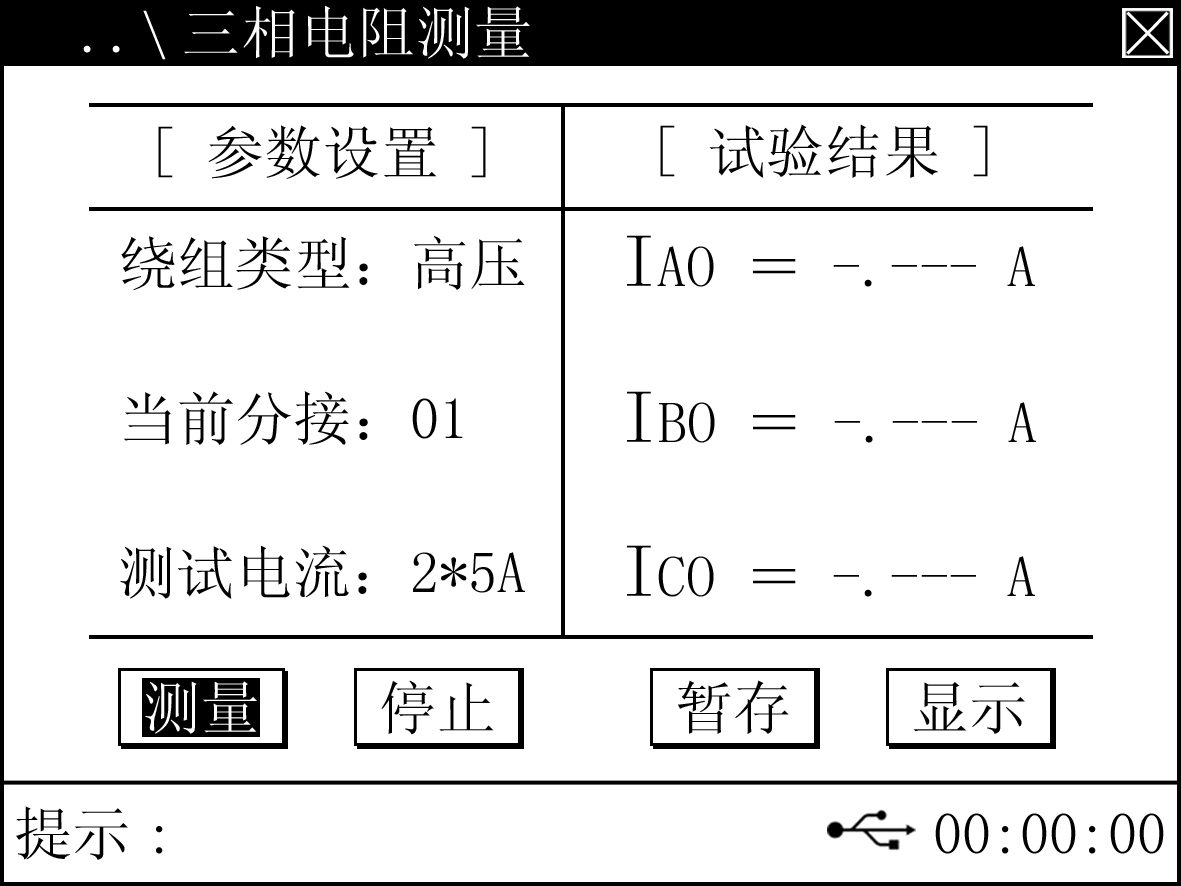 ..\三相电阻测量
[ 参数设置 ]
[ 试验结果 ]
绕组类型：高压
IAO = -.--- A
当前分接：01
IBO = -.--- A
测试电流：2*5A
ICO = -.--- A
测量 停止 暂存 显示
提示 : 00:00:00